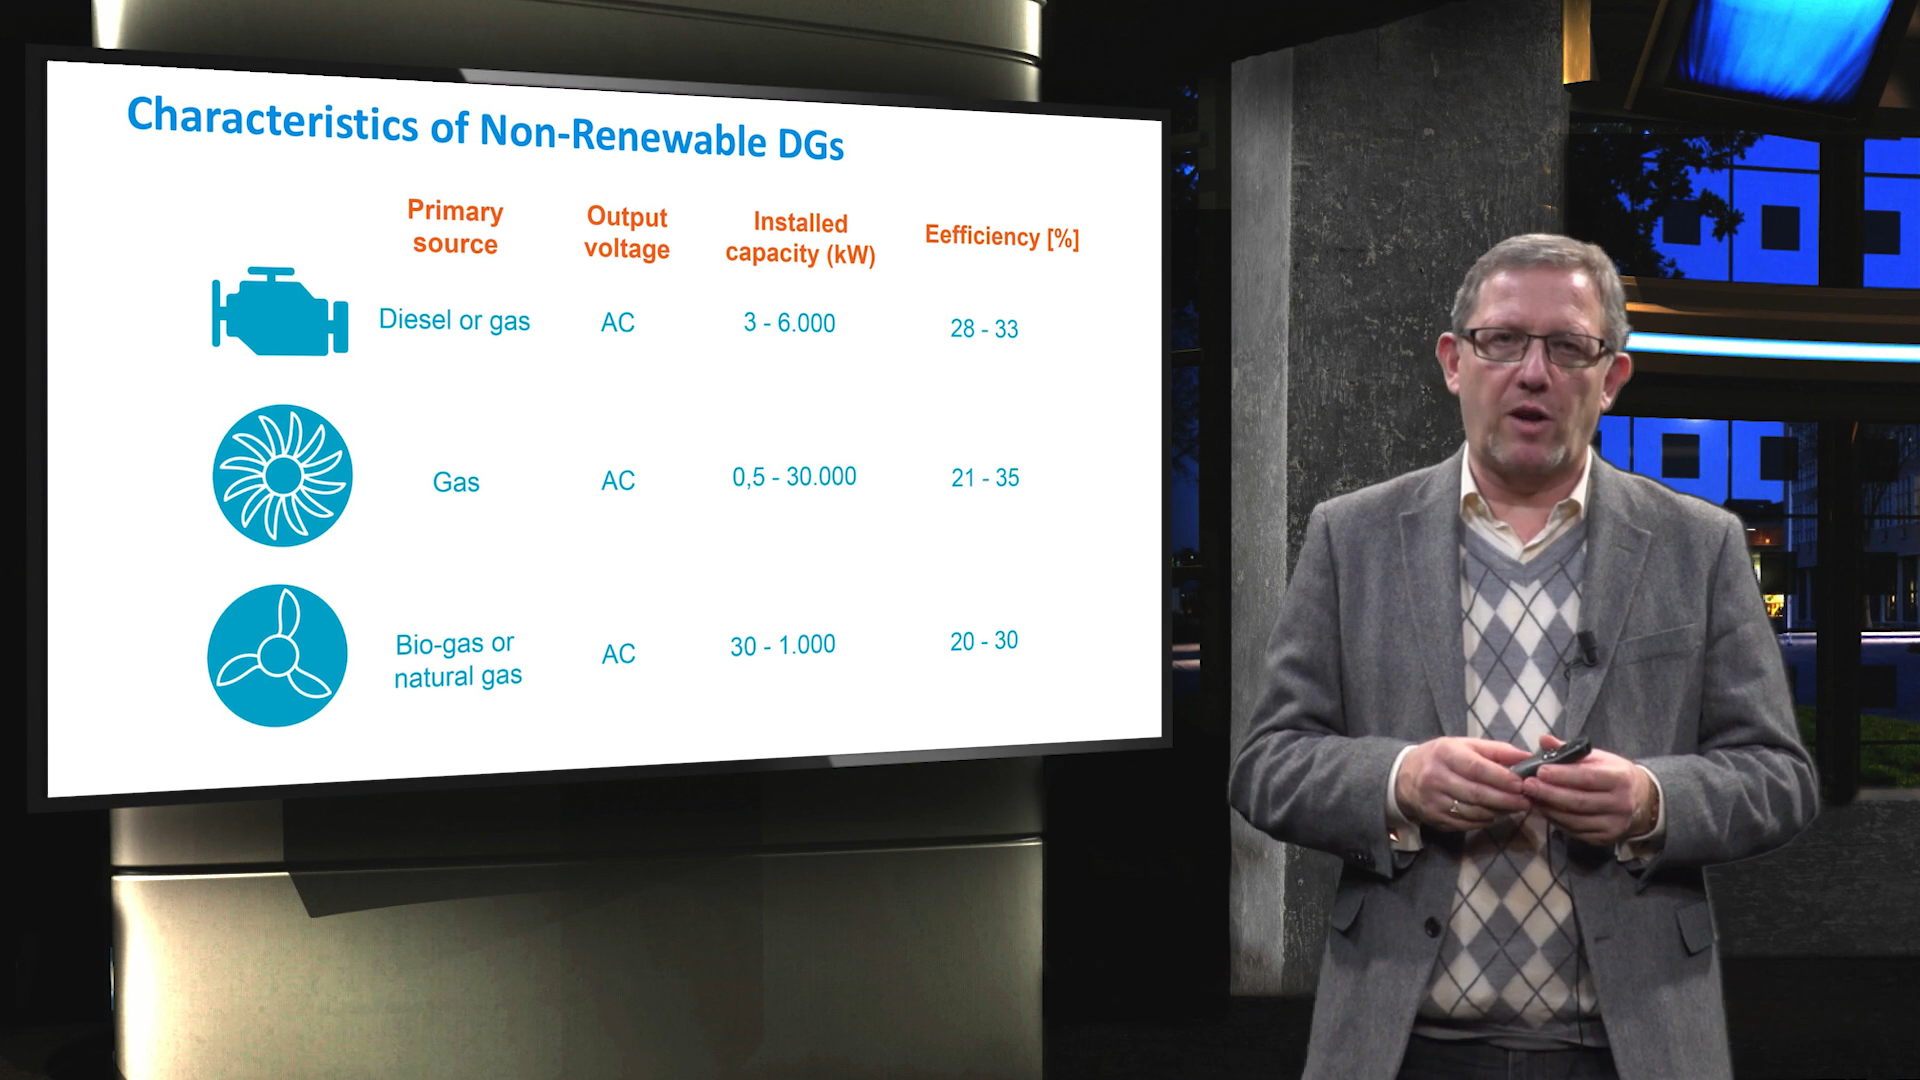 Characteristics of Non-Renewable DGs
Primary
source
Output
voltage
Installed
capacity (kW)
Eefficiency [%]
Diesel or gas
AC
3 - 6.000
28 - 33
Gas
AC
0,5 - 30.000
21 - 35
Bio-gas or
natural gas
AC
30 - 1.000
20 - 30